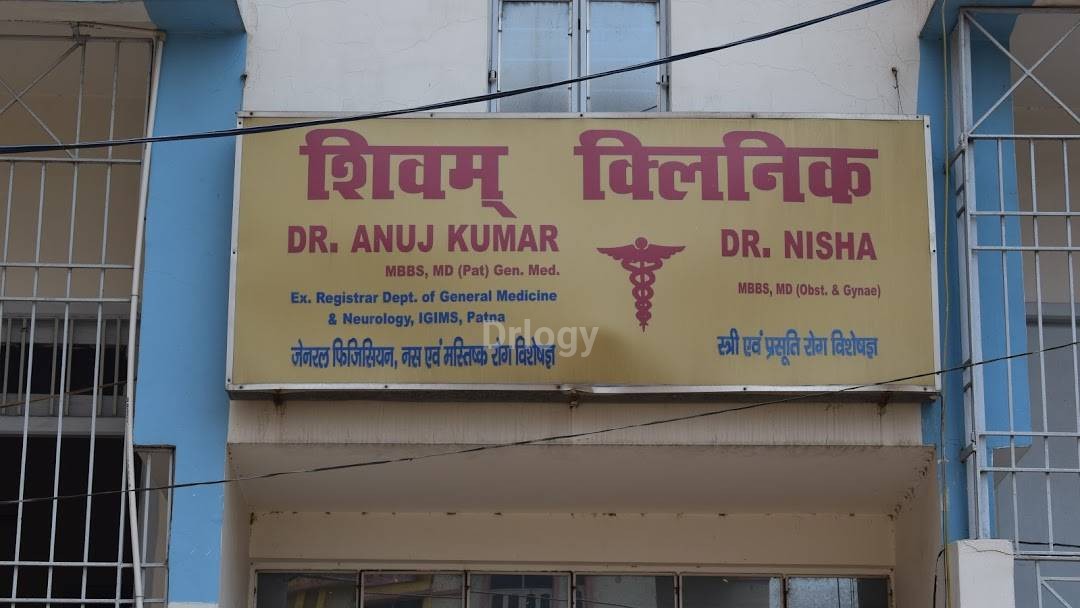 शिवम् क्लिनिक
DR. ANUJ KUMAR
MBBS, MD (Pat) Gen. Med.
Ex. Registrar Dept. of General Medicine
& Neurology, IGIMS, Patna
जेनरल फिजिसियन, नस एवं मस्तिष्क रोग विशेषज्ञ
DR. NISHA
MBBS, MD (Obst. & Gynae)
स्त्री एवं प्रसुति रोग विशेषज्ञ
Drlogy